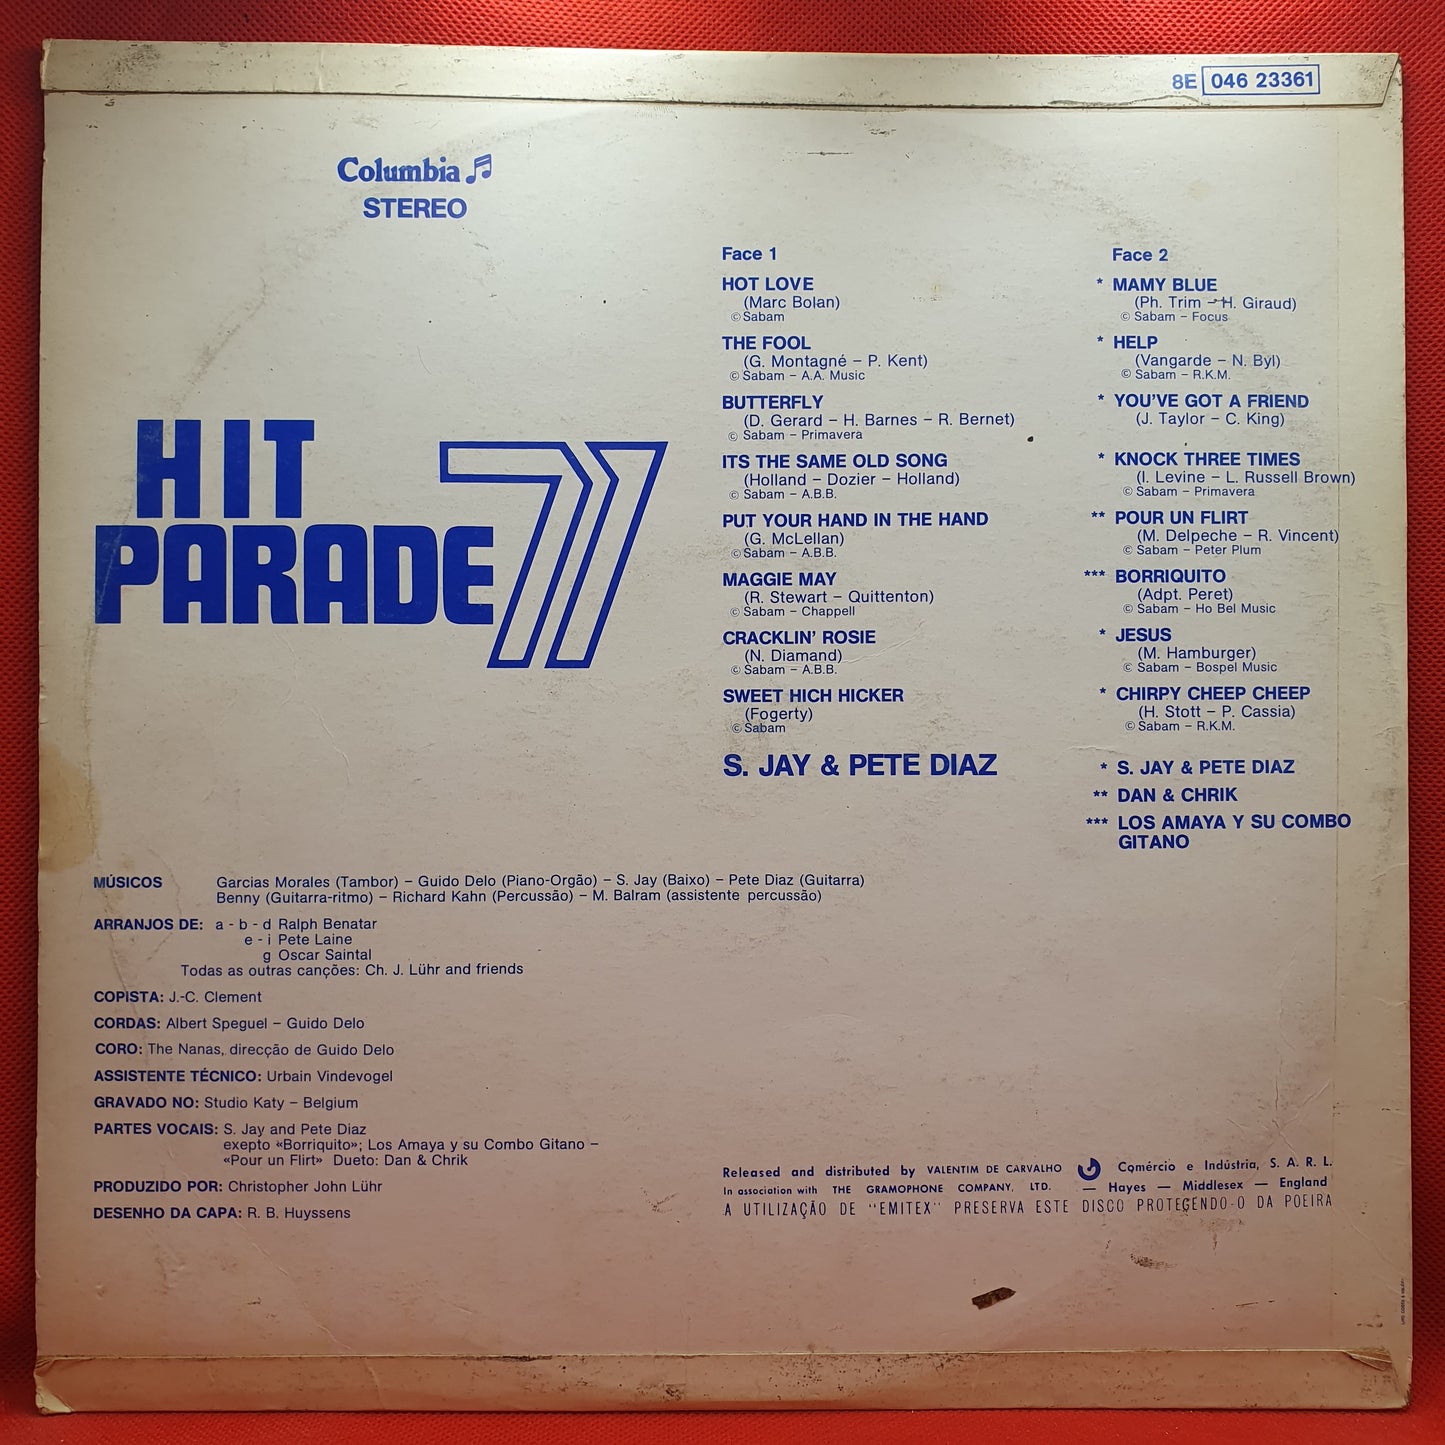 8E 046 23361
Columbia
STEREO
HIT
PARADE 71
Face 1
HOT LOVE
(Marc Bolan)
© Sabam
THE FOOL
(G. Montagné – P. Kent)
© Sabam – A.A. Music
BUTTERFLY
(D. Gerard – H. Barnes – R. Bernet)
© Sabam – Primavera
ITS THE SAME OLD SONG
(Holland – Dozier – Holland)
© Sabam – A.B.B.
PUT YOUR HAND IN THE HAND
(G. McLellan)
© Sabam – A.B.B.
MAGGIE MAY
(R. Stewart – Quittenton)
© Sabam – Chappell
CRACKLIN' ROSIE
(N. Diamand)
© Sabam – A.B.B.
SWEET HICH HICKER
(Fogerty)
© Sabam
S. JAY & PETE DIAZ
Face 2
* MAMY BLUE
(Ph. Trim – H. Giraud)
© Sabam – Focus
* HELP
(Vangarde – N. Byl)
© Sabam – R.K.M.
* YOU'VE GOT A FRIEND
(J. Taylor – C. King)
* KNOCK THREE TIMES
(I. Levine – L. Russell Brown)
© Sabam – Primavera
** POUR UN FLIRT
(M. Delpeche – R. Vincent)
© Sabam – Peter Plum
*** BORRIQUITO
(Adpt. Peret)
© Sabam – Ho Bel Music
* JESUS
(M. Hamburger)
© Sabam – Bospel Music
* CHIRPY CHEEP CHEEP
(H. Stott – P. Cassia)
© Sabam – R.K.M.
* S. JAY & PETE DIAZ
** DAN & CHRIK
*** LOS AMAYA Y SU COMBO
GITANO
MÚSICOS Garcias Morales (Tambor) – Guido Delo (Piano-Orgão) – S. Jay (Baixo) – Pete Diaz (Guitarra)
Benny (Guitarra-ritmo) – Richard Kahn (Percussão) – M. Balram (assistente percussão)
ARRANJOS DE: a - b - d Ralph Benatar
e - i Pete Laine
g Oscar Saintal
Todas as outras canções: Ch. J. Lühr and friends
COPISTA: J.-C. Clement
CORDAS: Albert Speguel – Guido Delo
CORO: The Nanas, direcção de Guido Delo
ASSISTENTE TÉCNICO: Urbain Vindevogel
GRAVADO NO: Studio Katy – Belgium
PARTES VOCAIS: S. Jay and Pete Diaz
exepto «Borriquito»; Los Amaya y su Combo Gitano –
«Pour un Flirt» Dueto: Dan & Chrik
PRODUZIDO POR: Christopher John Lühr
DESENHO DA CAPA: R. B. Huyssens
Released and distributed by VALENTIM DE CARVALHO Comércio e Indústria, S. A. R. L.
In association with THE GRAMOPHONE COMPANY, LTD. — Hayes — Middlesex — England
A UTILIZAÇÃO DE "EMITEX" PRESERVA ESTE DISCO PROTEGENDO-O DA POEIRA